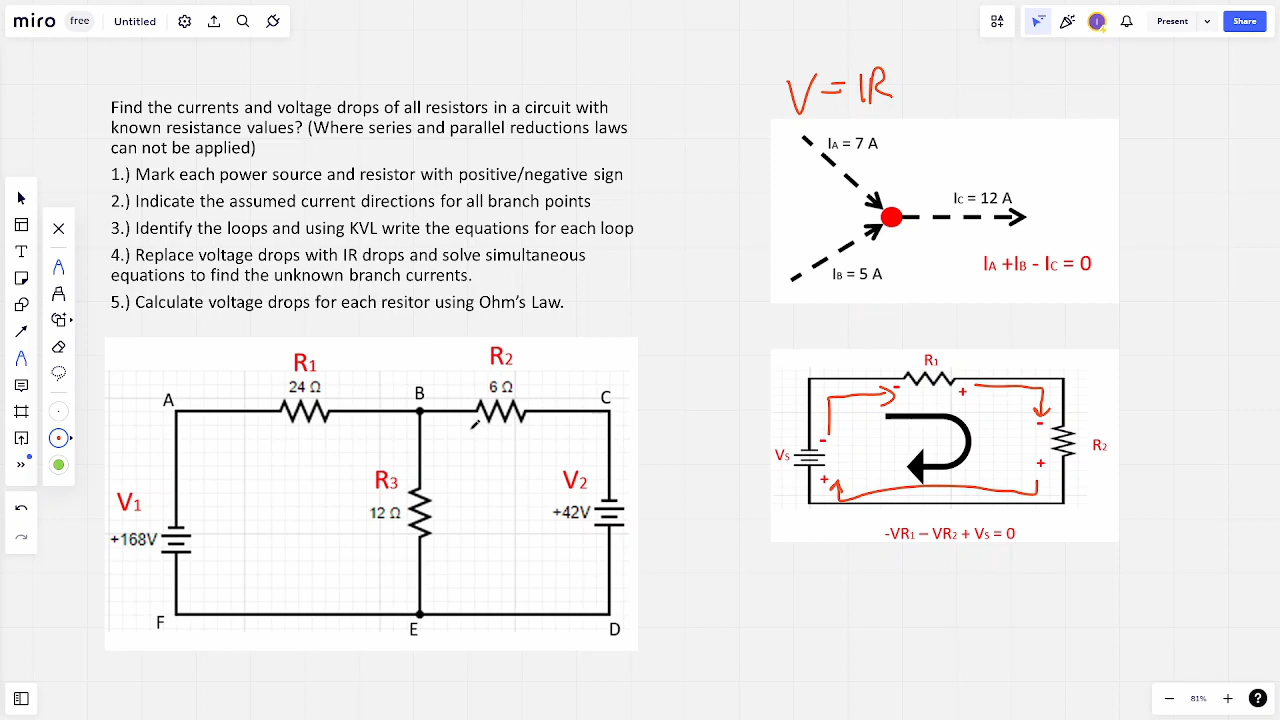 miro free Untitled Present Share
V = IR
Find the currents and voltage drops of all resistors in a circuit with
known resistance values? (Where series and parallel reductions laws
can not be applied)
1.) Mark each power source and resistor with positive/negative sign
2.) Indicate the assumed current directions for all branch points
3.) Identify the loops and using KVL write the equations for each loop
4.) Replace voltage drops with IR drops and solve simultaneous
equations to find the unknown branch currents.
5.) Calculate voltage drops for each resitor using Ohm's Law.
IA = 7 A
IC = 12 A
IB = 5 A
IA +IB - IC = 0
R1
24 Ω
R2
6 Ω
A
B
C
R3
12 Ω
V1
+168V
V2
+42V
F
E
D
R1
- +
-
+
VS
-
+
R2
-VR1 – VR2 + VS = 0
81%